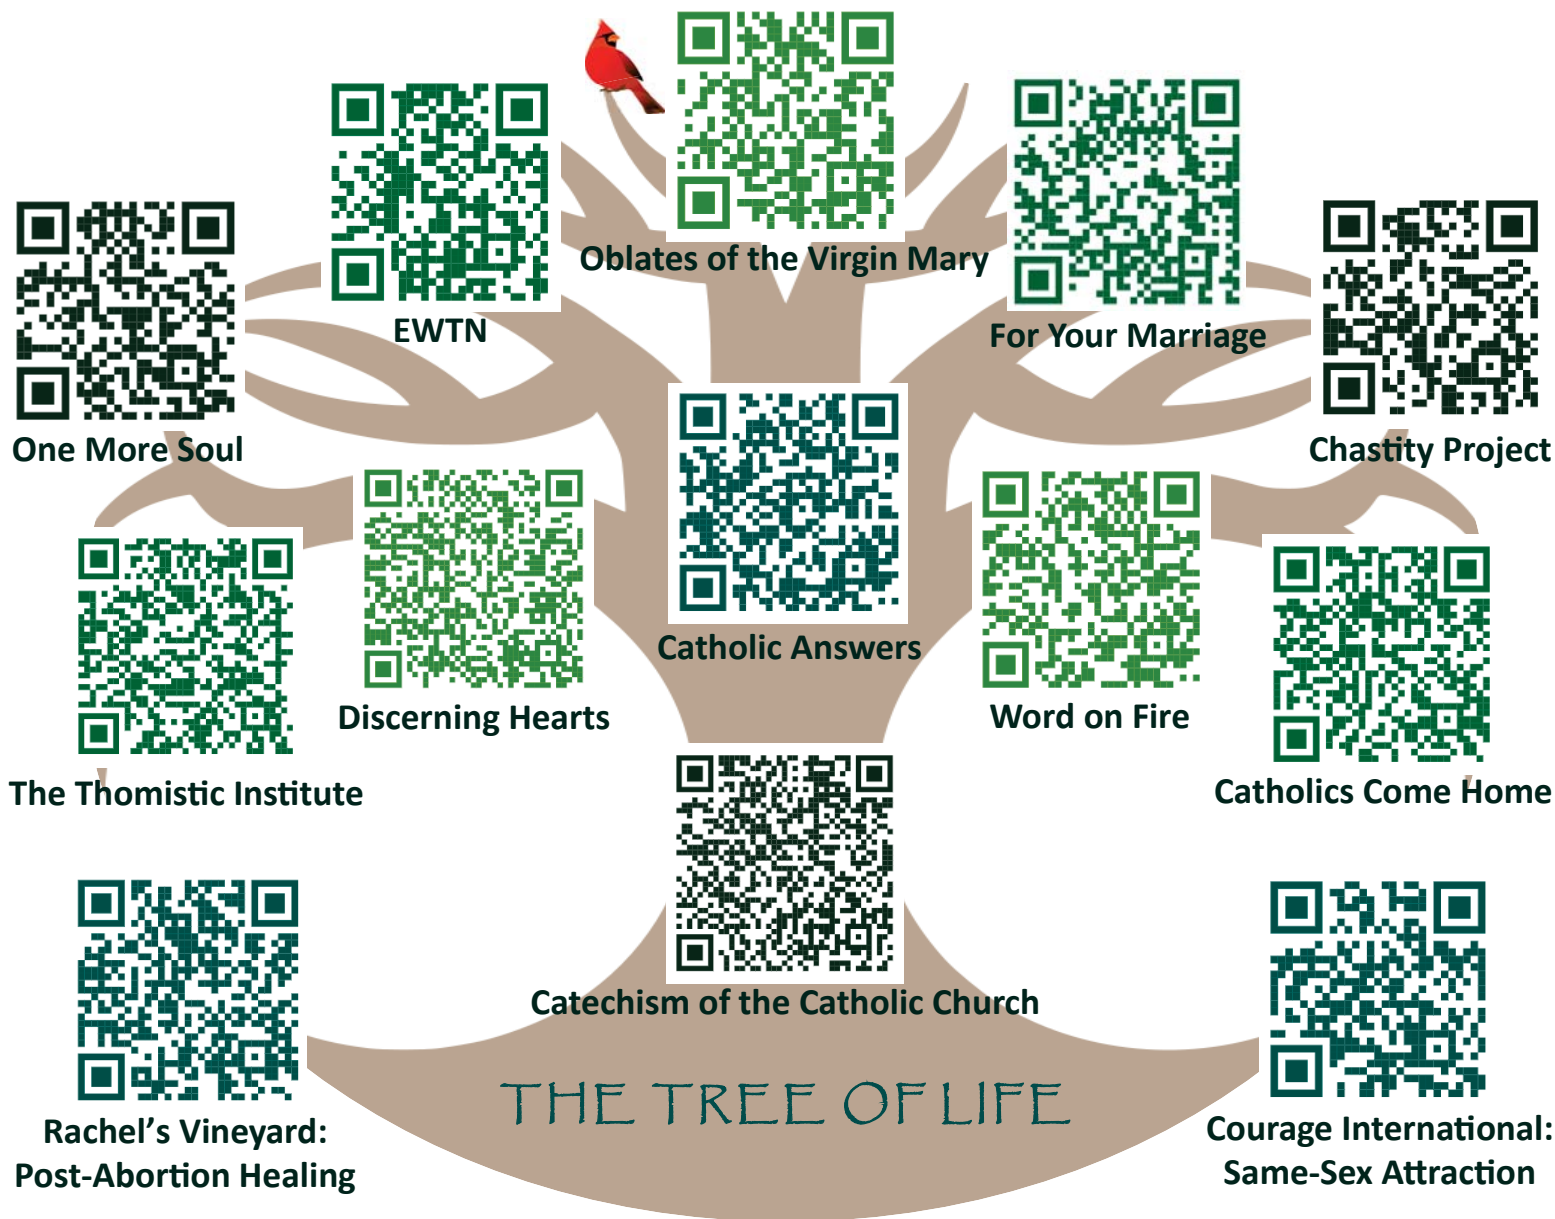 Oblates of the Virgin Mary
EWTN
For Your Marriage
One More Soul
Chastity Project
Catholic Answers
Discerning Hearts
Word on Fire
The Thomistic Institute
Catholics Come Home
Catechism of the Catholic Church
THE TREE OF LIFE
Rachel’s Vineyard:
Post-Abortion Healing
Courage International:
Same-Sex Attraction